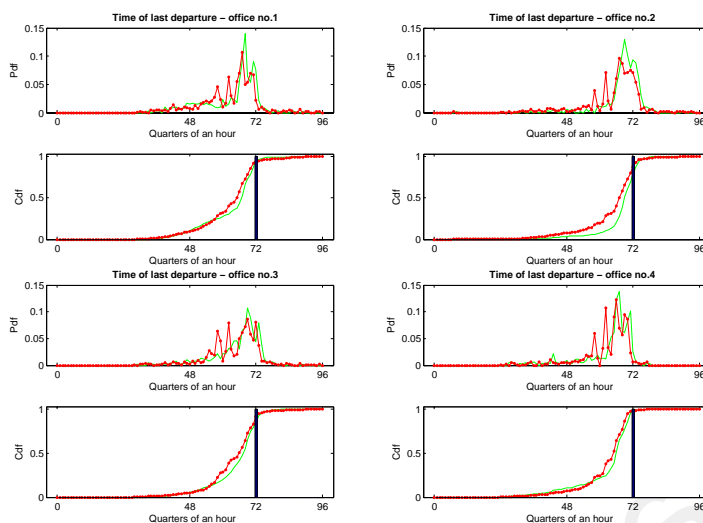 Time of last departure – office no.1
Pdf
0.15
0.1
0.05
0
0 48 72 96
Quarters of an hour
Cdf
1
0.5
0
0 48 72 96
Quarters of an hour
Time of last departure – office no.2
Pdf
0.15
0.1
0.05
0
0 48 72 96
Quarters of an hour
Cdf
1
0.5
0
0 48 72 96
Quarters of an hour
Time of last departure – office no.3
Pdf
0.15
0.1
0.05
0
0 48 72 96
Quarters of an hour
Cdf
1
0.5
0
0 48 72 96
Quarters of an hour
Time of last departure – office no.4
Pdf
0.15
0.1
0.05
0
0 48 72 96
Quarters of an hour
Cdf
1
0.5
0
0 48 72 96
Quarters of an hour